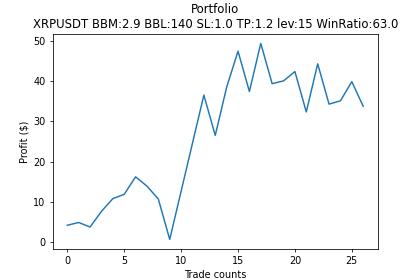 Portfolio
XRPUSDT BBM:2.9 BBL:140 SL:1.0 TP:1.2 lev:15 WinRatio:63.0
50
40
30
20
10
0
Profit ($)
0 5 10 15 20 25
Trade counts